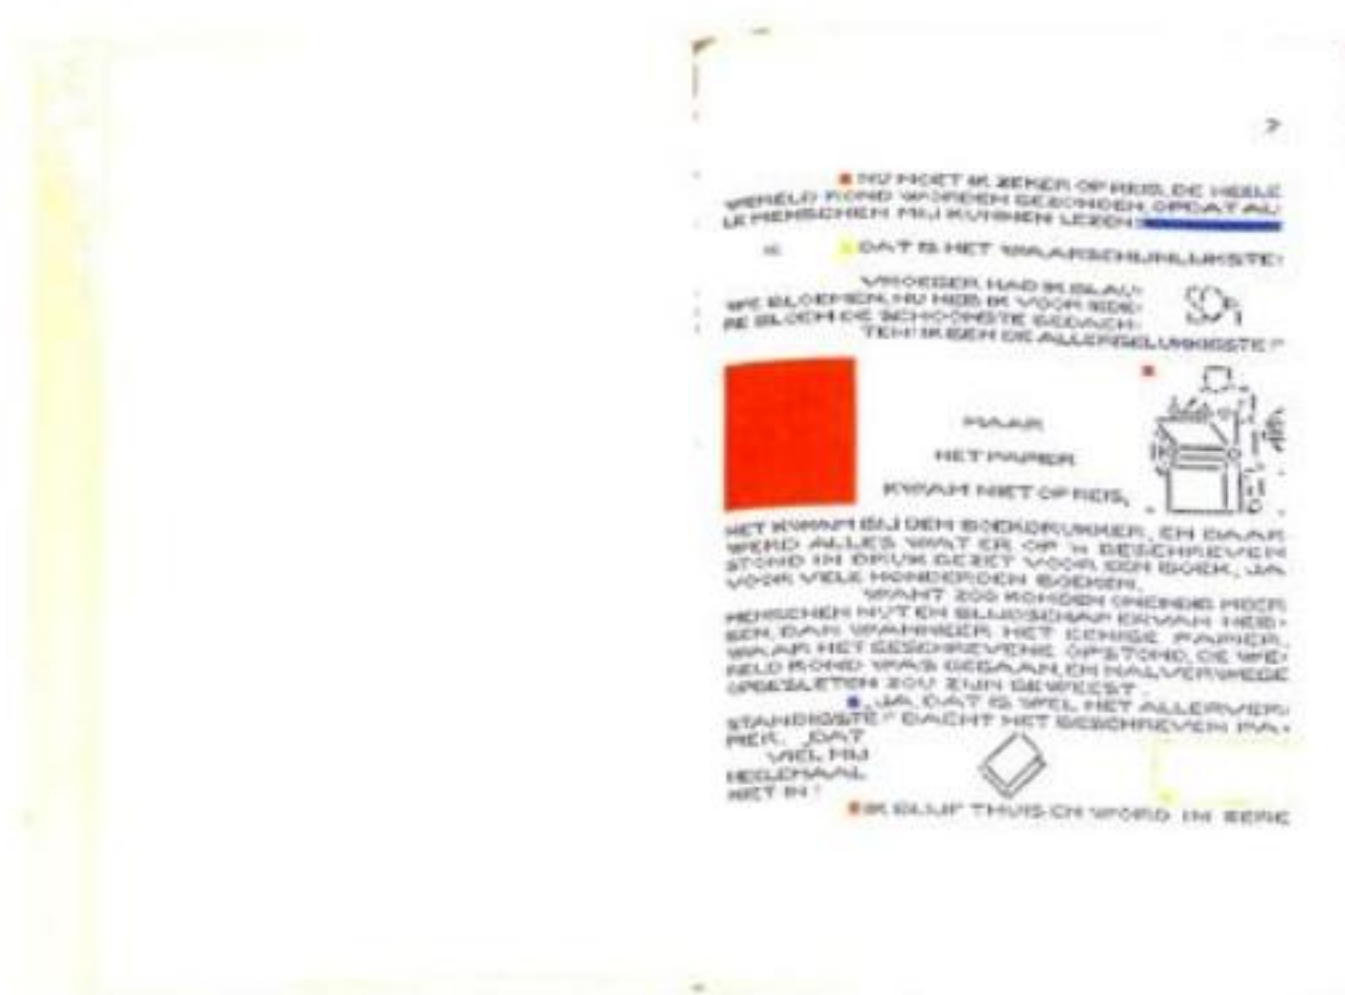 7
NU MOET IK ZEKER OP REIS, DE HEELE
WERELD ROND WORDEN GEZONDEN, OPDAT AL-
LE MENSCHEN MIJ KUNNEN LEZEN!
DAT IS HET WAARSCHIJNLIJKSTE!
VROEGER HAD IK BLAU-
WE BLOEMEN, NU HEB IK VOOR IEDE-
RE BLOEM DE SCHOONSTE GEDACH-
TEN! IK BEN DE ALLERGELUKKIGSTE!"
MAAR
HET PAPIER
KWAM NIET OP REIS,
HET KWAM BIJ DEN BOEKDRUKKER, EN DAAR
WERD ALLES WAT ER OP 'N BESCHREVEN
STOND IN DRUK GEZET VOOR EEN BOEK, JA
VOOR VELE HONDERDEN BOEKEN,
WANT ZOO KONDEN ONEINDIG MEER
MENSCHEN NUT EN BLIJDSCHAP ERVAN HEB-
BEN, DAN WANNEER HET EENIGE PAPIER,
WAAR HET GESCHREVENE OPSTOND, DE WE-
RELD ROND WAS GEGAAN, EN HALVERWEGE
OPGESLETEN ZOU ZIJN GEWEEST.
„JA, DAT IS WEL HET ALLERVER-
STANDIGSTE!" DACHT HET BESCHREVEN PA-
PIER. „DAT
VIEL MIJ
HEELEMAAL
NIET IN!
IK BLIJF THUIS EN WORD IN EERE